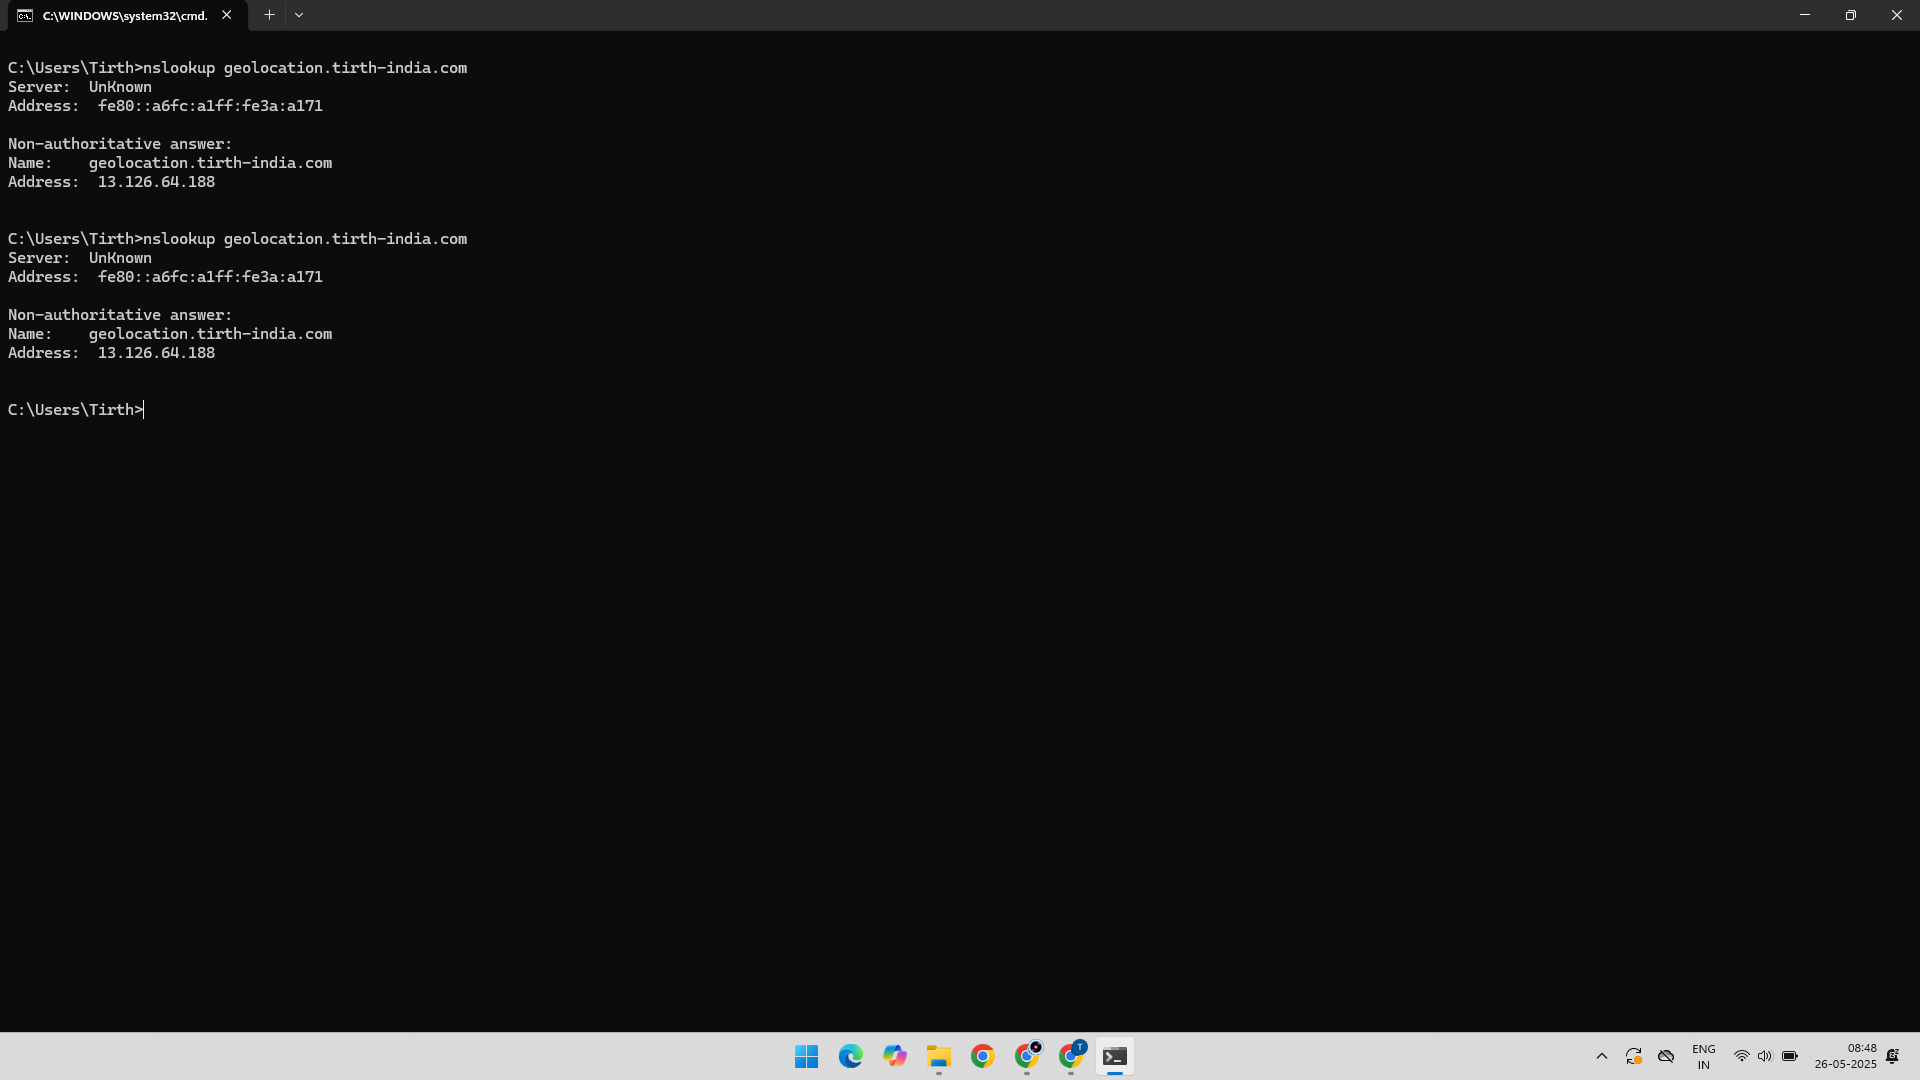 C:\WINDOWS\system32\cmd.
C:\Users\Tirth>nslookup geolocation.tirth-india.com
Server:  UnKnown
Address:  fe80::a6fc:a1ff:fe3a:a171
Non-authoritative answer:
Name:    geolocation.tirth-india.com
Address:  13.126.64.188
C:\Users\Tirth>nslookup geolocation.tirth-india.com
Server:  UnKnown
Address:  fe80::a6fc:a1ff:fe3a:a171
Non-authoritative answer:
Name:    geolocation.tirth-india.com
Address:  13.126.64.188
C:\Users\Tirth>
T
ENG
IN
08:48
26-05-2025